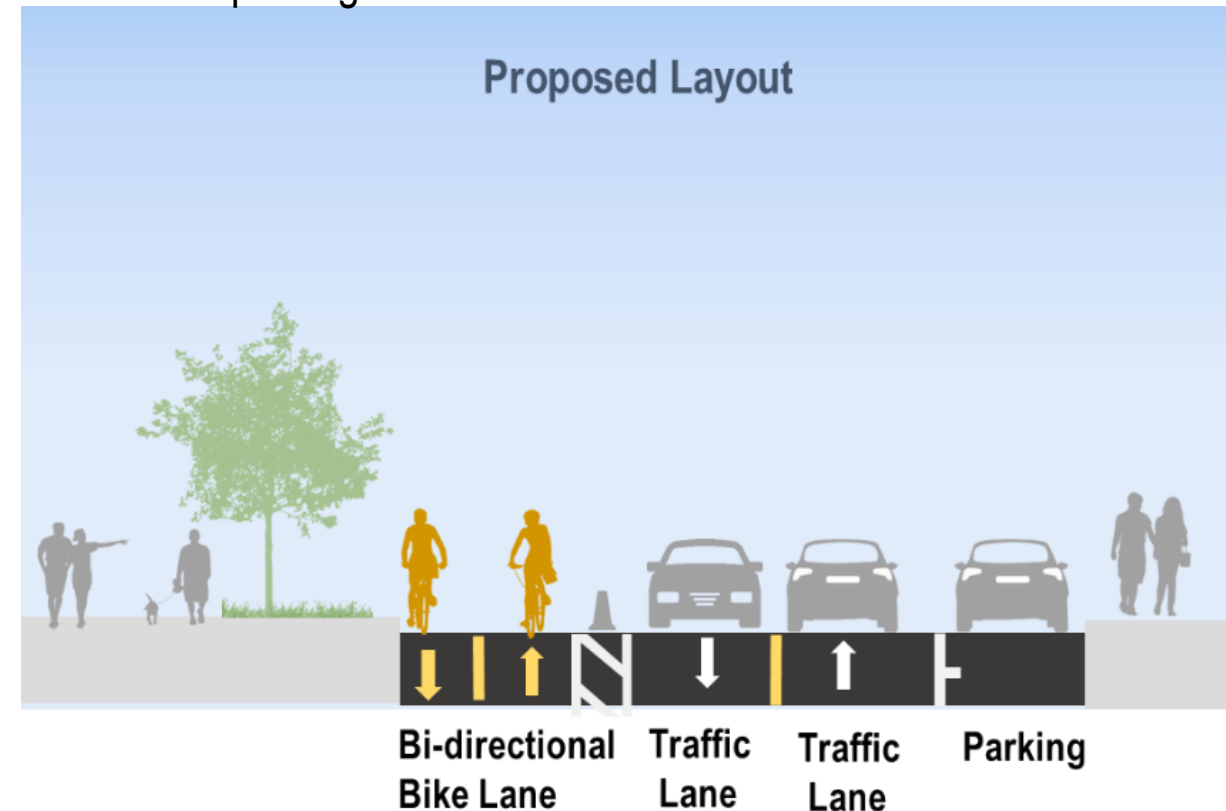 Proposed Layout
Bi-directional
Bike Lane
Traffic
Lane
Traffic
Lane
Parking